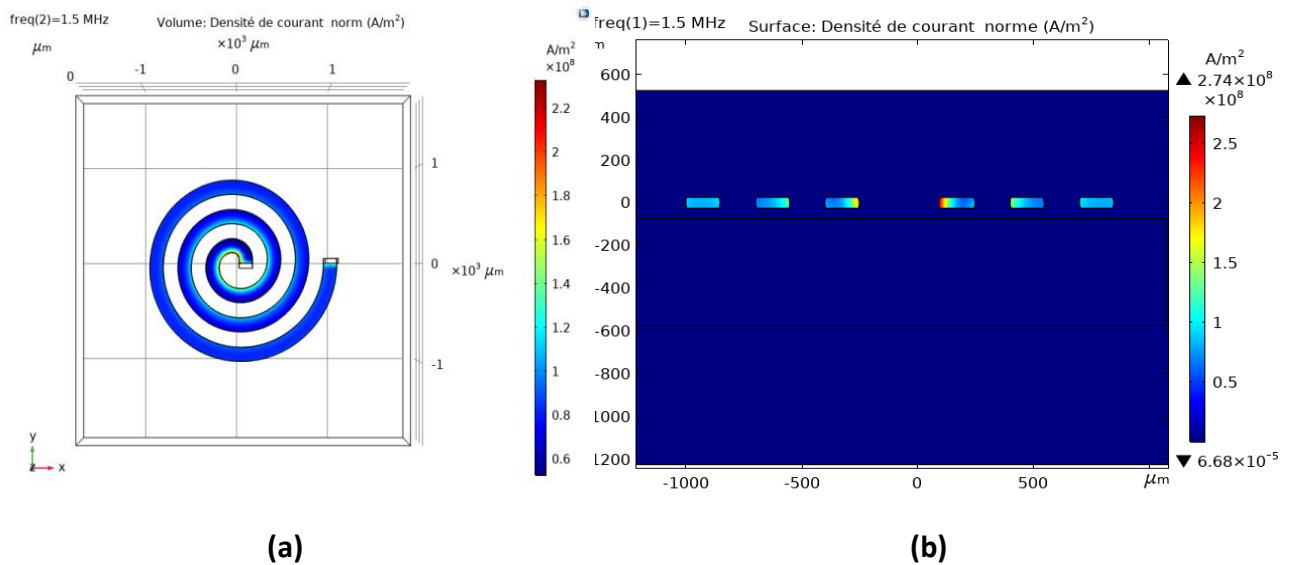 freq(2)=1.5 MHz
Volume: Densité de courant norm (A/m²)
µm
×10³ µm
0
-1
0
1
1
0
×10³ µm
-1
A/m²
×10⁸
2.2
2
1.8
1.6
1.4
1.2
1
0.8
0.6
y
z
x
(a)
freq(1)=1.5 MHz
Surface: Densité de courant norme (A/m²)
m
600
400
200
0
-200
-400
-600
-800
1000
1200
-1000
-500
0
500
µm
A/m²
▲ 2.74×10⁸
×10⁸
2.5
2
1.5
1
0.5
▼ 6.68×10⁻⁵
(b)